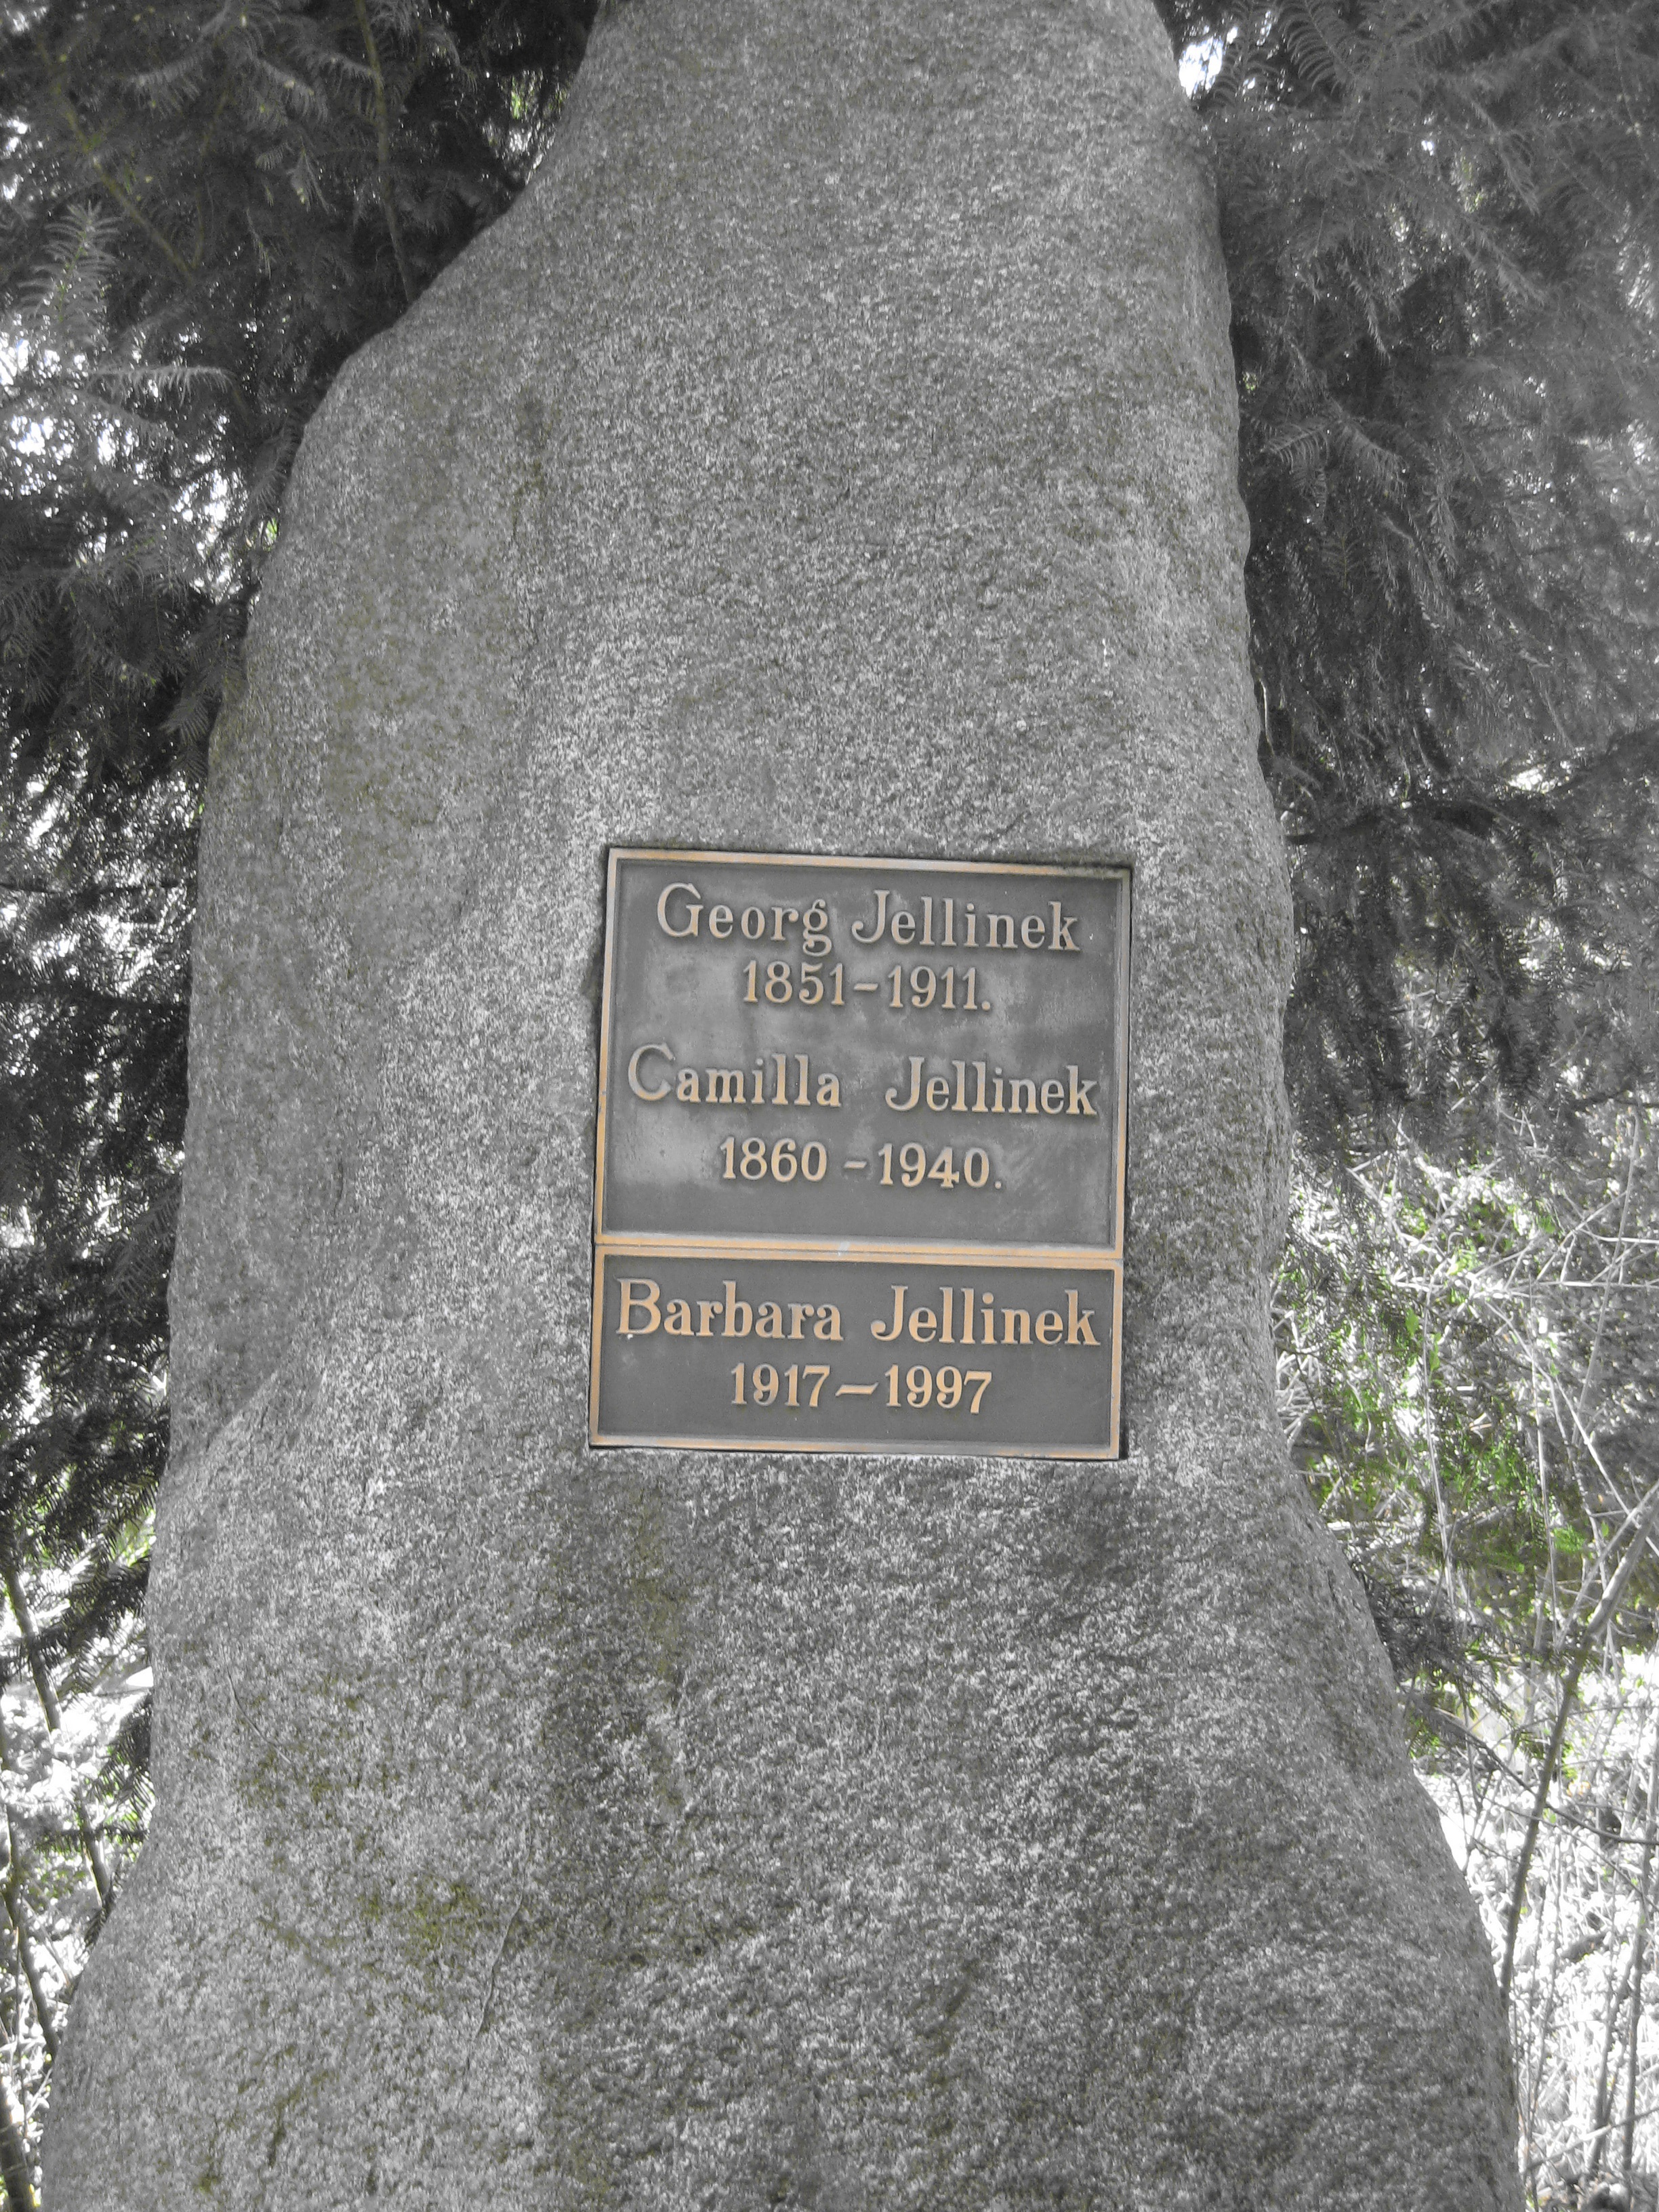 Georg Jellinek
1851-1911.
Camilla Jellinek
1860-1940.
Barbara Jellinek
1917-1997